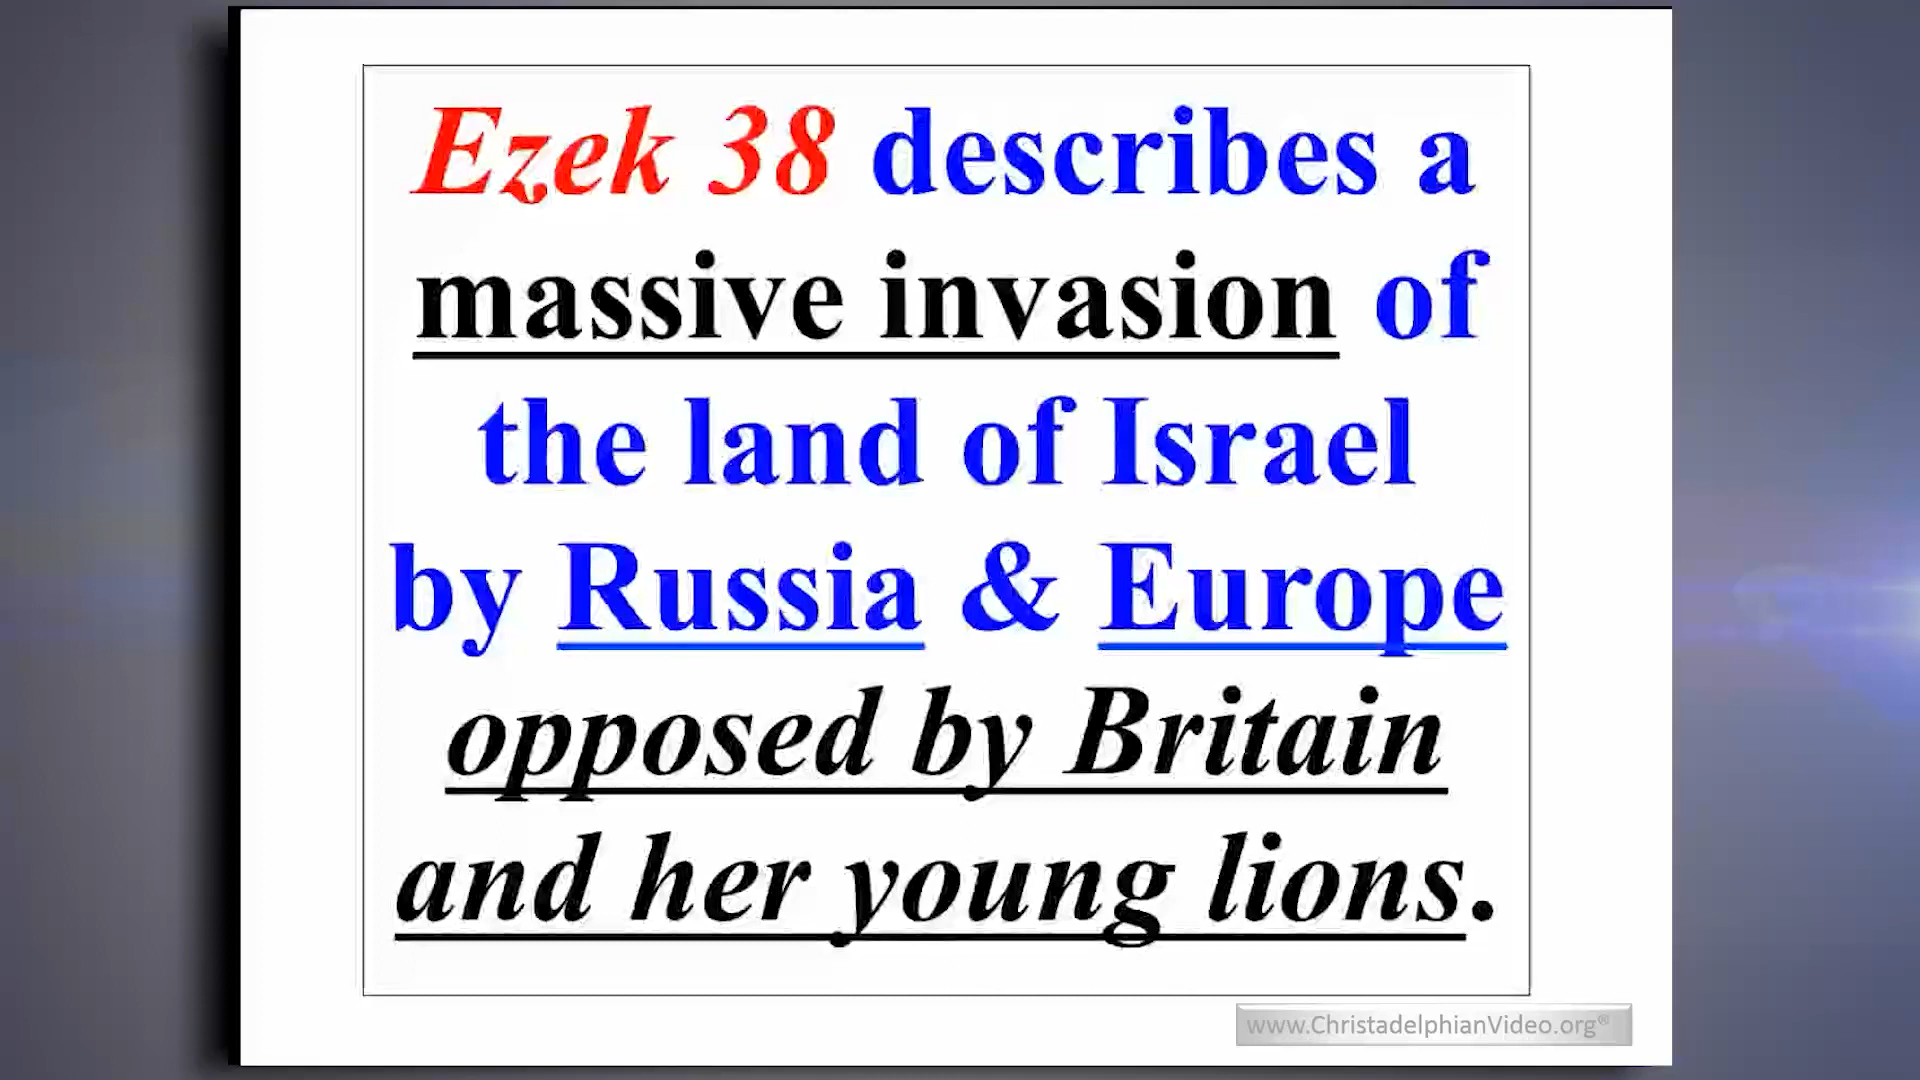 Ezek 38 describes a
massive invasion of
the land of Israel
by Russia & Europe
opposed by Britain
and her young lions.
www.ChristadelphianVideo.org®